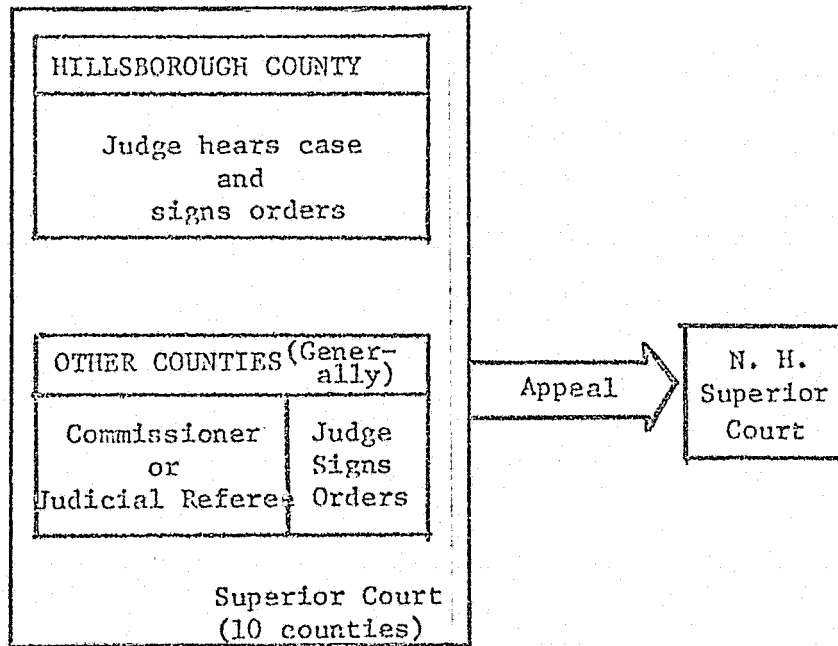 HILLSBOROUGH COUNTY
Judge hears case
and
signs orders
OTHER COUNTIES (Gener-
ally)
Commissioner
or
Judicial Refere
Judge
Signs
Orders
Superior Court
(10 counties)
Appeal
N. H.
Superior
Court